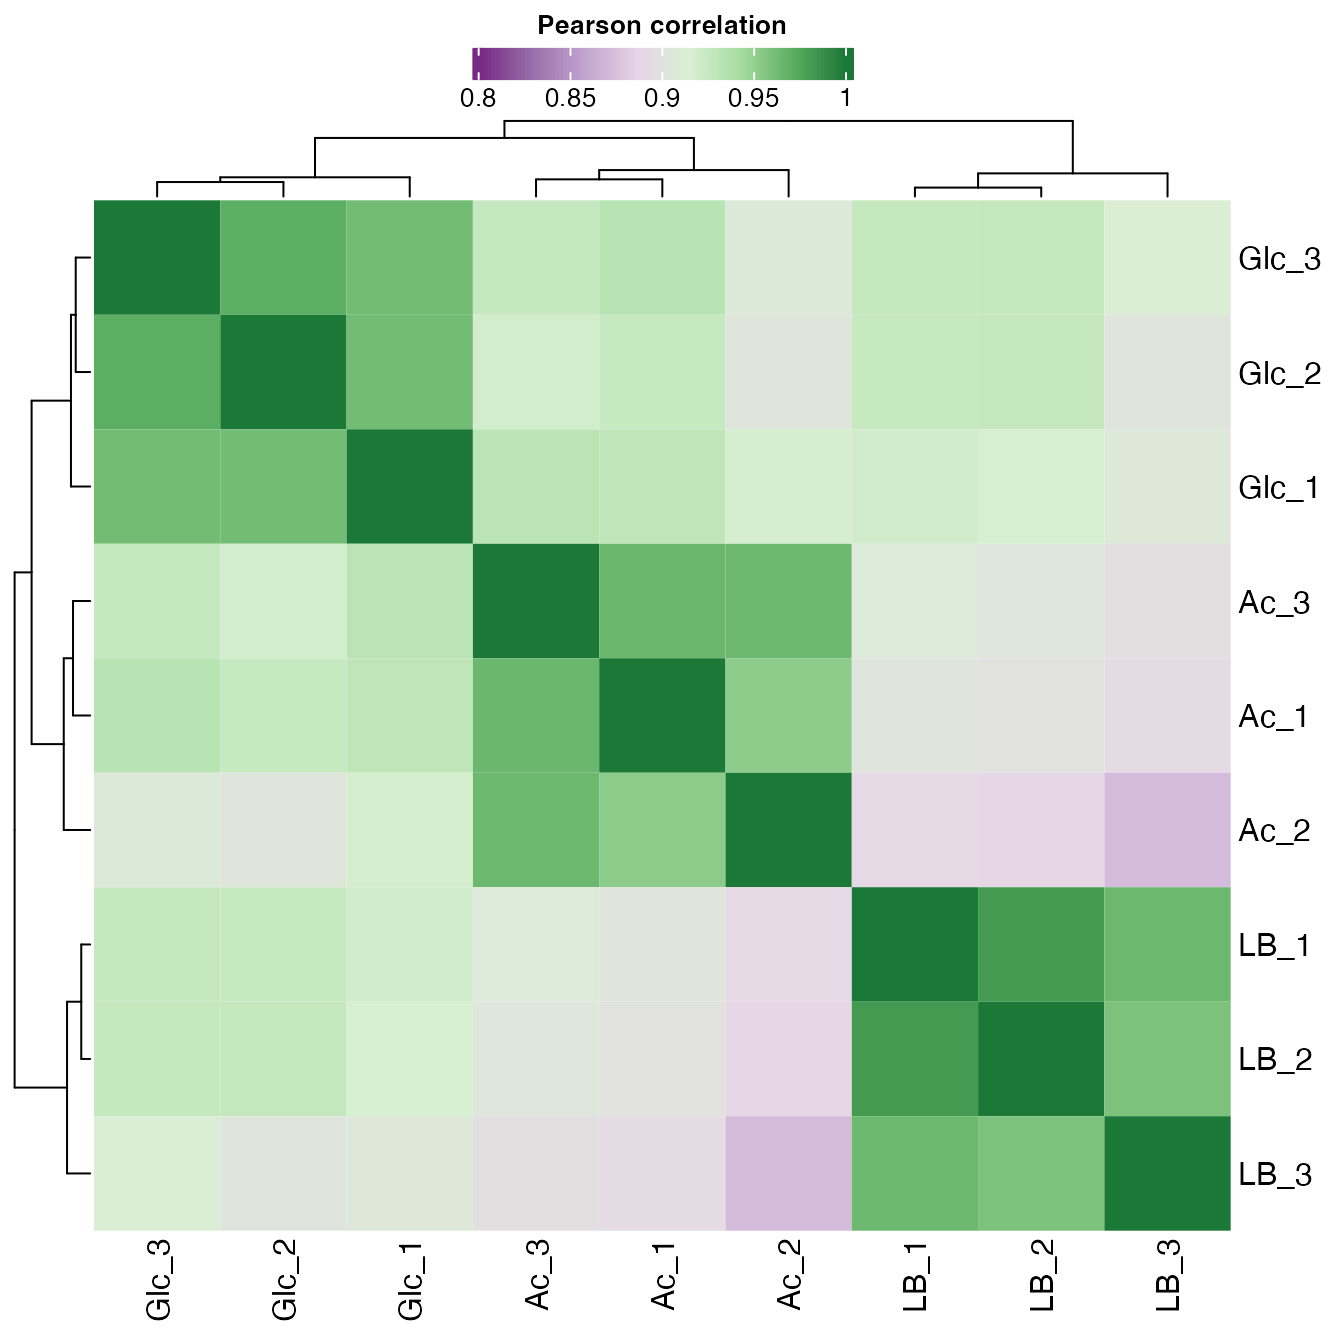 Pearson correlation
0.8 0.85 0.9 0.95 1
Glc_3
Glc_2
Glc_1
Ac_3
Ac_1
Ac_2
LB_1
LB_2
LB_3
Glc_3 Glc_2 Glc_1 Ac_3 Ac_1 Ac_2 LB_1 LB_2 LB_3